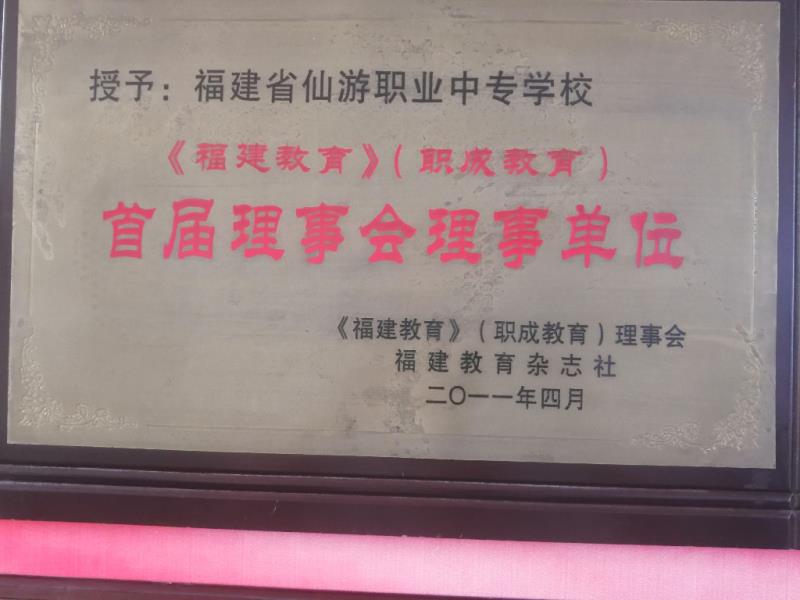 授予：福建省仙游职业中专学校
《福建教育》（职成教育）
首届理事会理事单位
《福建教育》（职成教育）理事会
福建教育杂志社
二〇一一年四月